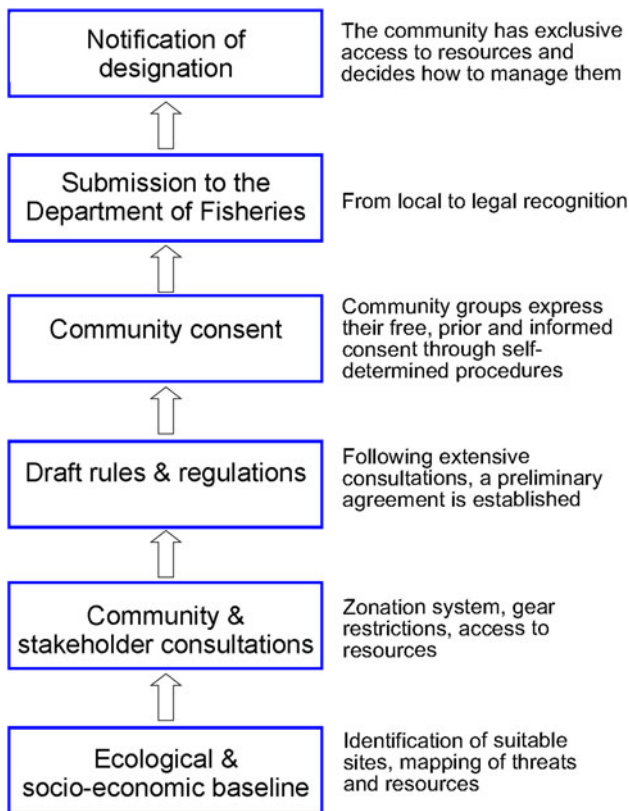 Notification of
designation
The community has exclusive
access to resources and
decides how to manage them
Submission to the
Department of Fisheries
From local to legal recognition
Community consent
Community groups express
their free, prior and informed
consent through self-
determined procedures
Draft rules & regulations
Following extensive
consultations, a preliminary
agreement is established
Community &
stakeholder consultations
Zonation system, gear
restrictions, access to
resources
Ecological &
socio-economic baseline
Identification of suitable
sites, mapping of threats
and resources